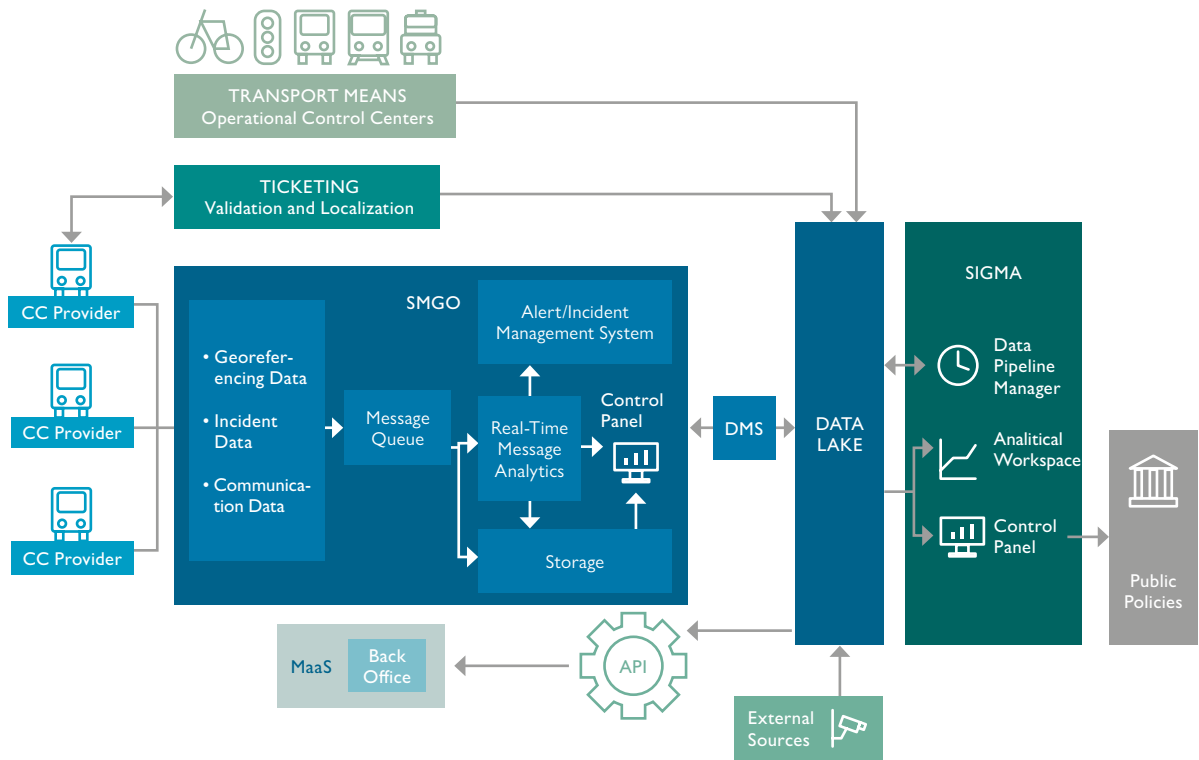 TRANSPORT MEANS
Operational Control Centers
TICKETING
Validation and Localization
CC Provider
CC Provider
CC Provider
SMGO
• Georefer-
encing Data
• Incident
Data
• Communica-
tion Data
Message
Queue
Alert/Incident
Management System
Real-Time
Message
Analytics
Control
Panel
Storage
DMS
DATA
LAKE
SIGMA
Data
Pipeline
Manager
Analitical
Workspace
Control
Panel
Public
Policies
MaaS
Back
Office
API
External
Sources